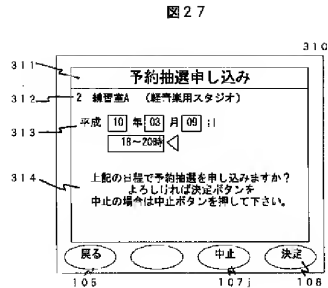 図27
310
311
予約抽選申し込み
312
2 練習室A (軽音楽用スタジオ)
313
平成 10 年 03 月 09 日
18~20時
314
上記の日程で予約抽選を申し込みますか?
よろしければ決定ボタンを
中止の場合は中止ボタンを押して下さい。
戻る 中止 決定
106 107j 108